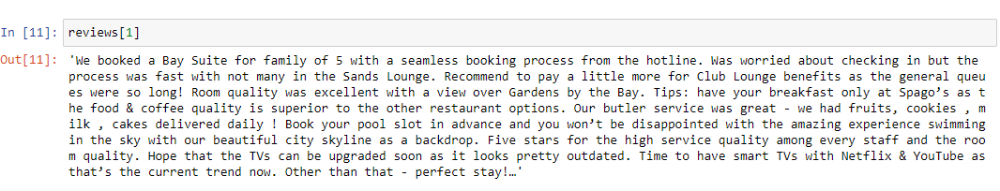 In [11]: reviews[1]
Out[11]: 'We booked a Bay Suite for family of 5 with a seamless booking process from the hotline. Was worried about checking in but the
process was fast with not many in the Sands Lounge. Recommend to pay a little more for Club Lounge benefits as the general queu
es were so long! Room quality was excellent with a view over Gardens by the Bay. Tips: have your breakfast only at Spago’s as t
he food & coffee quality is superior to the other restaurant options. Our butler service was great - we had fruits, cookies , m
ilk , cakes delivered daily ! Book your pool slot in advance and you won’t be disappointed with the amazing experience swimming
in the sky with our beautiful city skyline as a backdrop. Five stars for the high service quality among every staff and the roo
m quality. Hope that the TVs can be upgraded soon as it looks pretty outdated. Time to have smart TVs with Netflix & YouTube as
that’s the current trend now. Other than that - perfect stay!…'